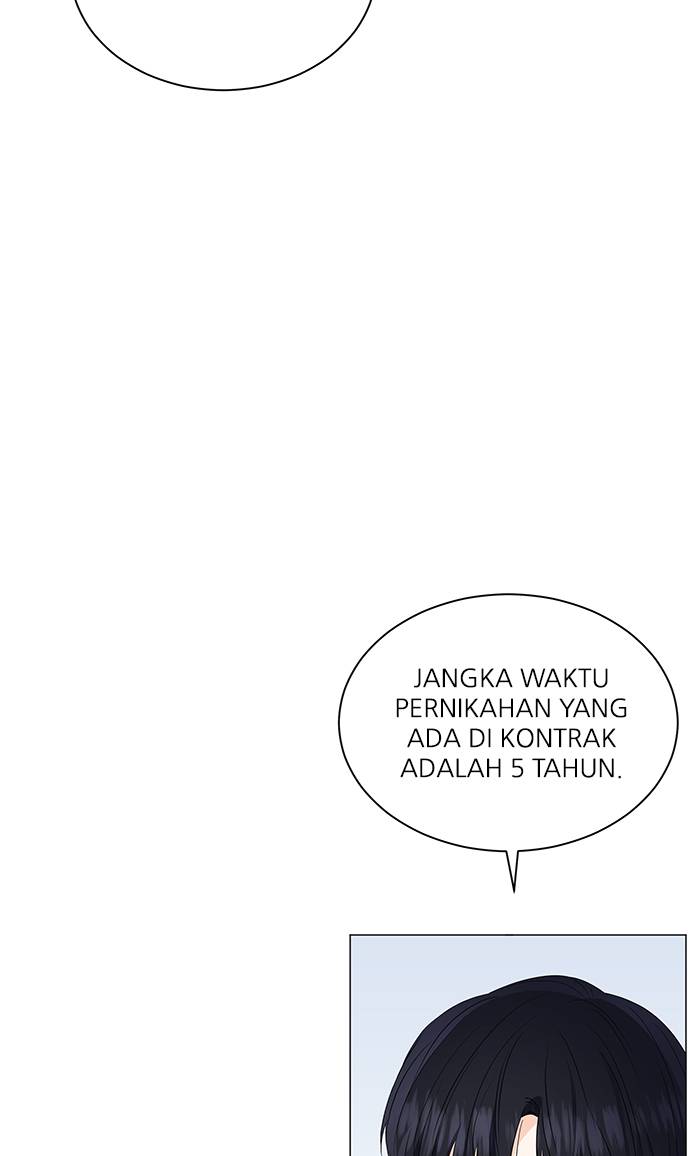 JANGKA WAKTU
PERNIKAHAN YANG
ADA DI KONTRAK
ADALAH 5 TAHUN.